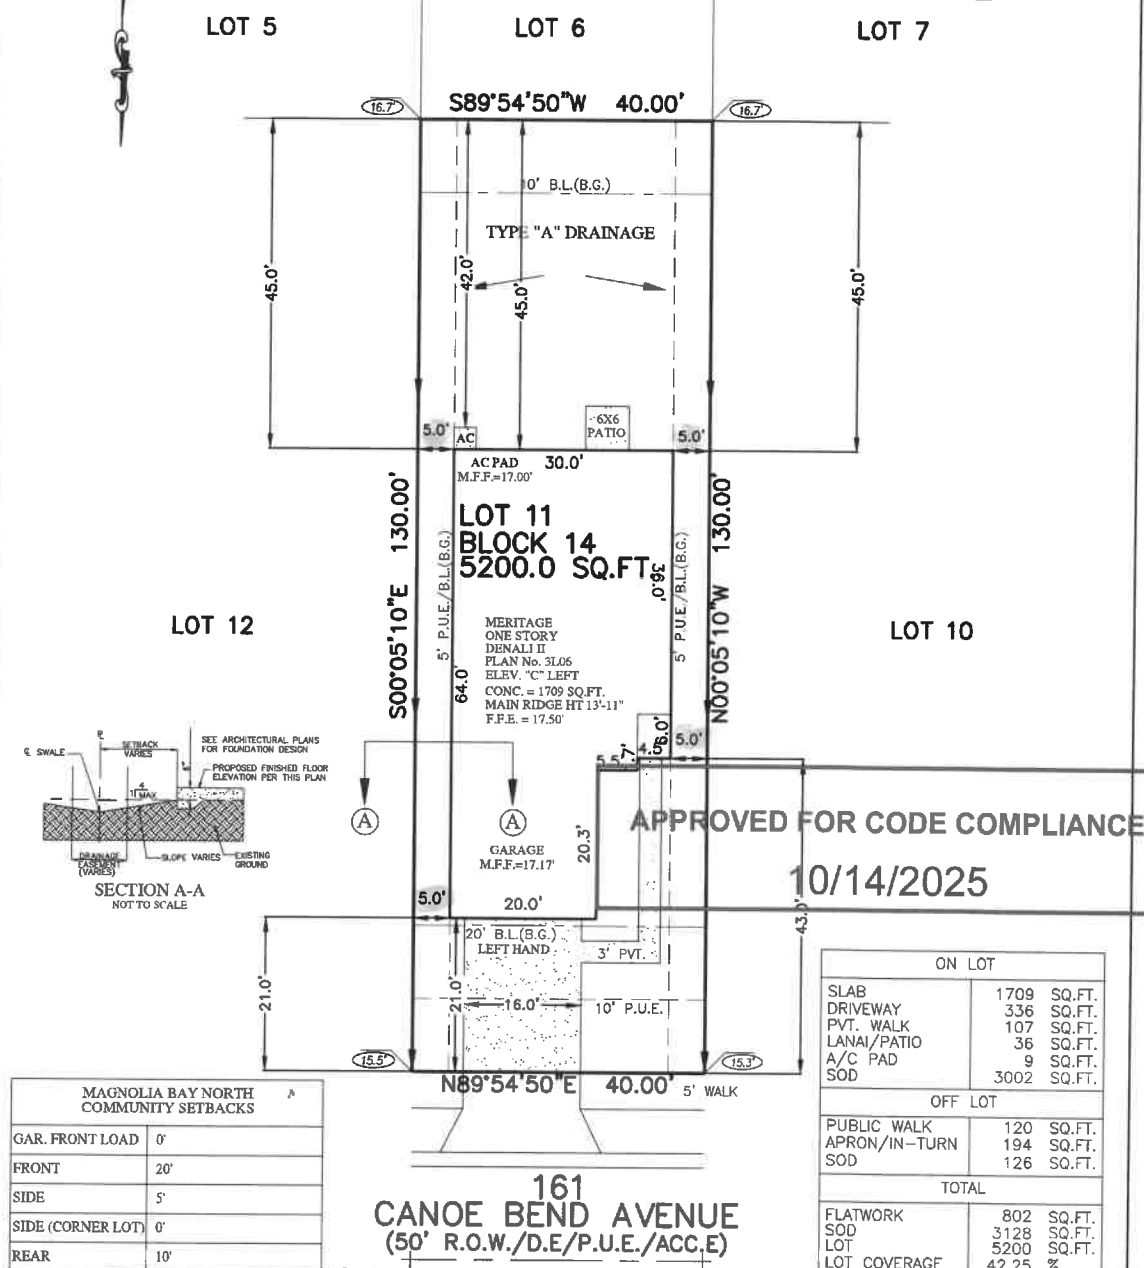 LOT 5
LOT 6
LOT 7
S89°54'50"W 40.00'
16.7'
16.7'
10' B.L.(B.G.)
TYPE "A" DRAINAGE
45.0'
42.0'
45.0'
45.0'
6X6
PATIO
5.0'
AC
5.0'
AC PAD
30.0'
M.F.F.=17.00'
LOT 11
BLOCK 14
5200.0 SQ.FT.
S00°05'10"E 130.00'
5' P.U.E./B.L.(B.G.)
64.0'
36.0'
5' P.U.E./B.L.(B.G.)
N00°05'10"W 130.00'
LOT 12
LOT 10
MERITAGE
ONE STORY
DENALI II
PLAN No. 3L06
ELEV. "C" LEFT
CONC. = 1709 SQ.FT.
MAIN RIDGE HT 13'-11"
F.F.E. = 17.50'
6.0'
5.0'
5.5'
.7'
20.3'
A
A
GARAGE
M.F.F.=17.17'
APPROVED FOR CODE COMPLIANCE
10/14/2025
℄ SWALE
SETBACK
VARIES
SEE ARCHITECTURAL PLANS
FOR FOUNDATION DESIGN
PROPOSED FINISHED FLOOR
ELEVATION PER THIS PLAN
4
1 MAX
DRAINAGE
EASEMENT
(VARIES)
SLOPE VARIES
EXISTING
GROUND
SECTION A-A
NOT TO SCALE
5.0'
20.0'
20' B.L.(B.G.)
LEFT HAND
3' PVT.
21.0'
21.0'
16.0'
10' P.U.E.
43.0'
15.5'
15.3'
N89°54'50"E 40.00'
5' WALK
161
CANOE BEND AVENUE
(50' R.O.W./D.E/P.U.E./ACC.E)
MAGNOLIA BAY NORTH
COMMUNITY SETBACKS
GAR. FRONT LOAD 0'
FRONT 20'
SIDE 5'
SIDE (CORNER LOT) 0'
REAR 10'
ON LOT
SLAB 1709 SQ.FT.
DRIVEWAY 336 SQ.FT.
PVT. WALK 107 SQ.FT.
LANAI/PATIO 36 SQ.FT.
A/C PAD 9 SQ.FT.
SOD 3002 SQ.FT.
OFF LOT
PUBLIC WALK 120 SQ.FT.
APRON/IN-TURN 194 SQ.FT.
SOD 126 SQ.FT.
TOTAL
FLATWORK 802 SQ.FT.
SOD 3128 SQ.FT.
LOT 5200 SQ.FT.
LOT COVERAGE 42.25 %